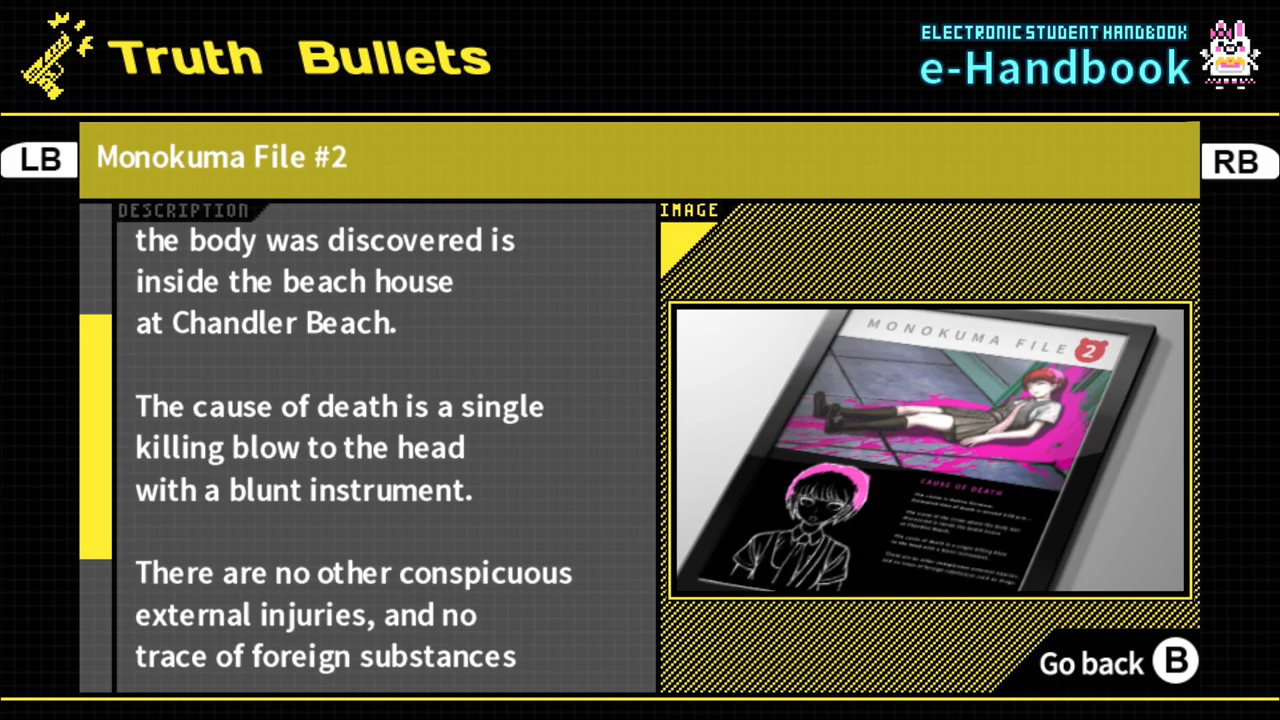 Truth Bullets
ELECTRONIC STUDENT HANDBOOK
e-Handbook
LB
Monokuma File #2
RB
DESCRIPTION
the body was discovered is
inside the beach house
at Chandler Beach.
The cause of death is a single
killing blow to the head
with a blunt instrument.
There are no other conspicuous
external injuries, and no
trace of foreign substances
IMAGE
MONOKUMA FILE 2
CAUSE OF DEATH
Go back B